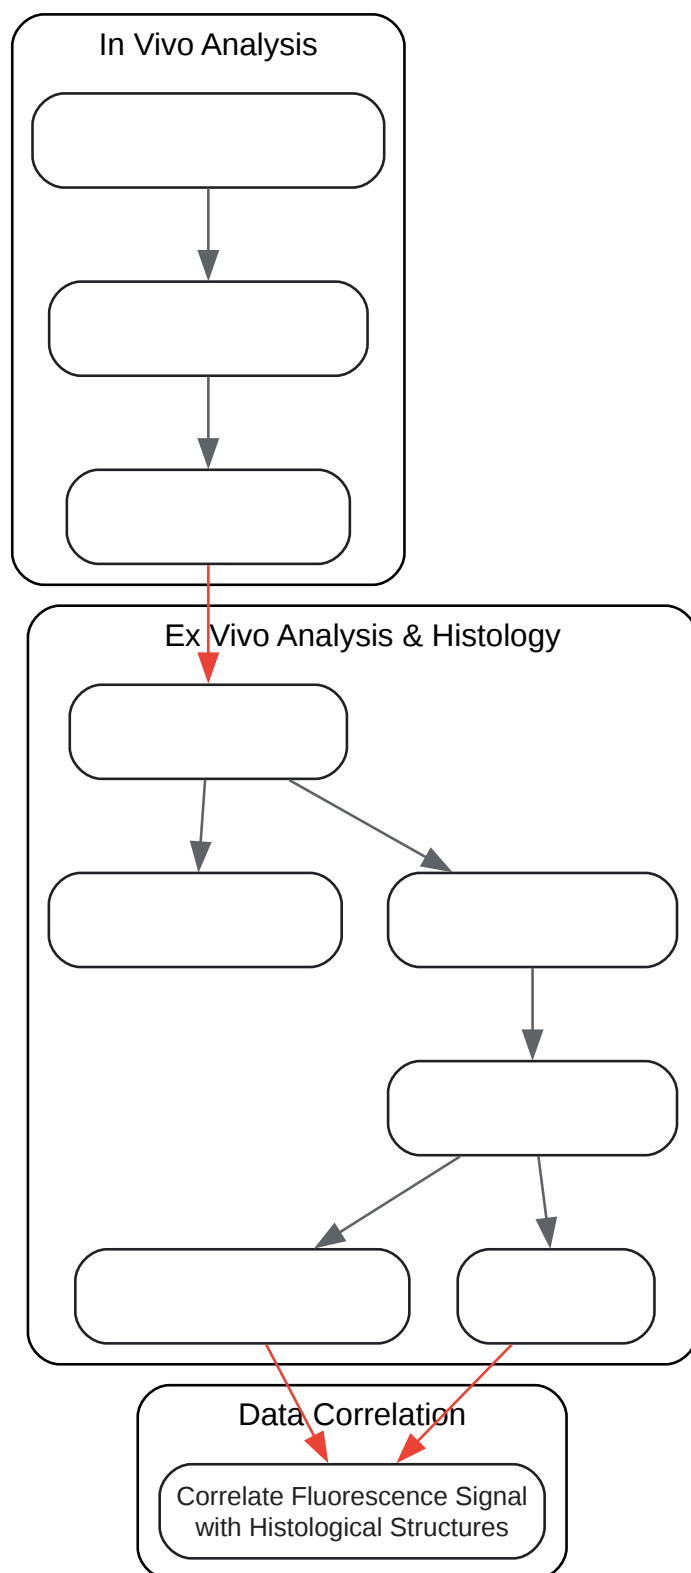 In Vivo Analysis
Ex Vivo Analysis & Histology
Data Correlation
Correlate Fluorescence Signal
with Histological Structures